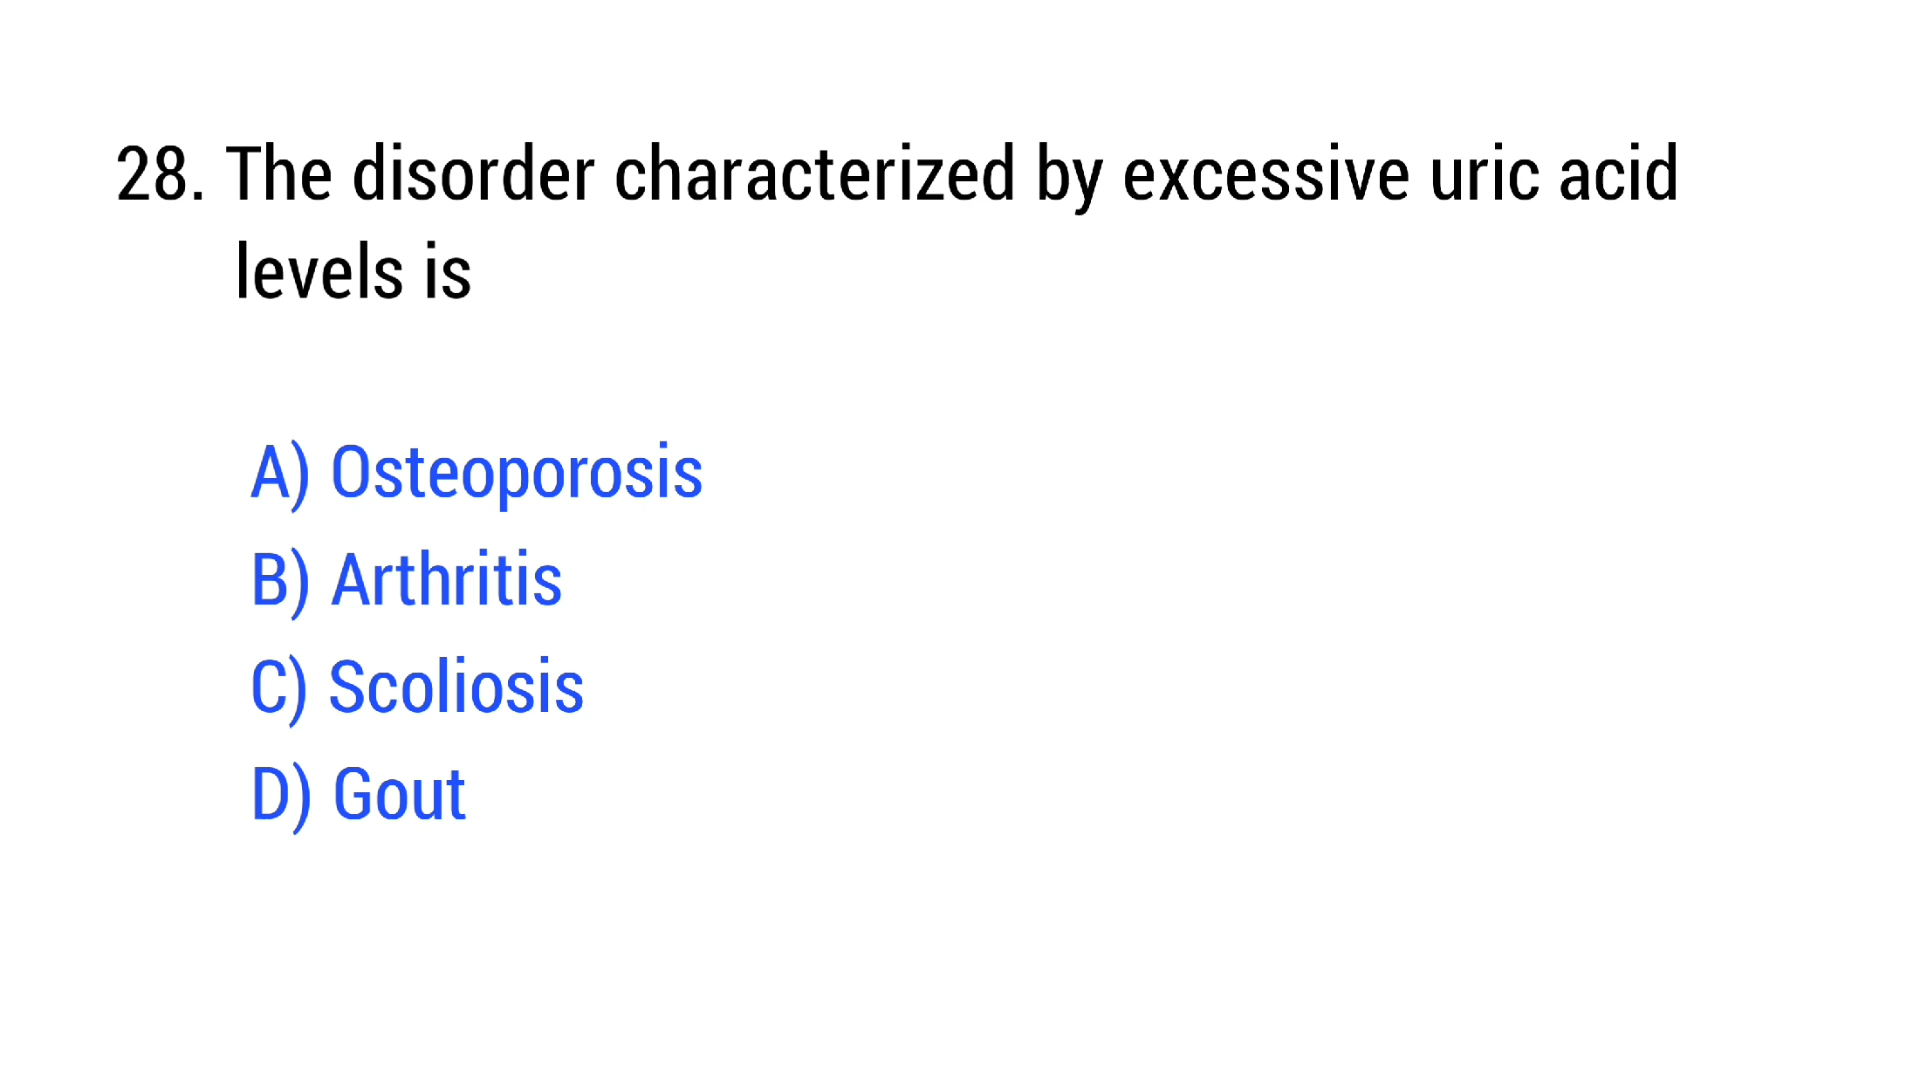 28. The disorder characterized by excessive uric acid
levels is
A) Osteoporosis
B) Arthritis
C) Scoliosis
D) Gout